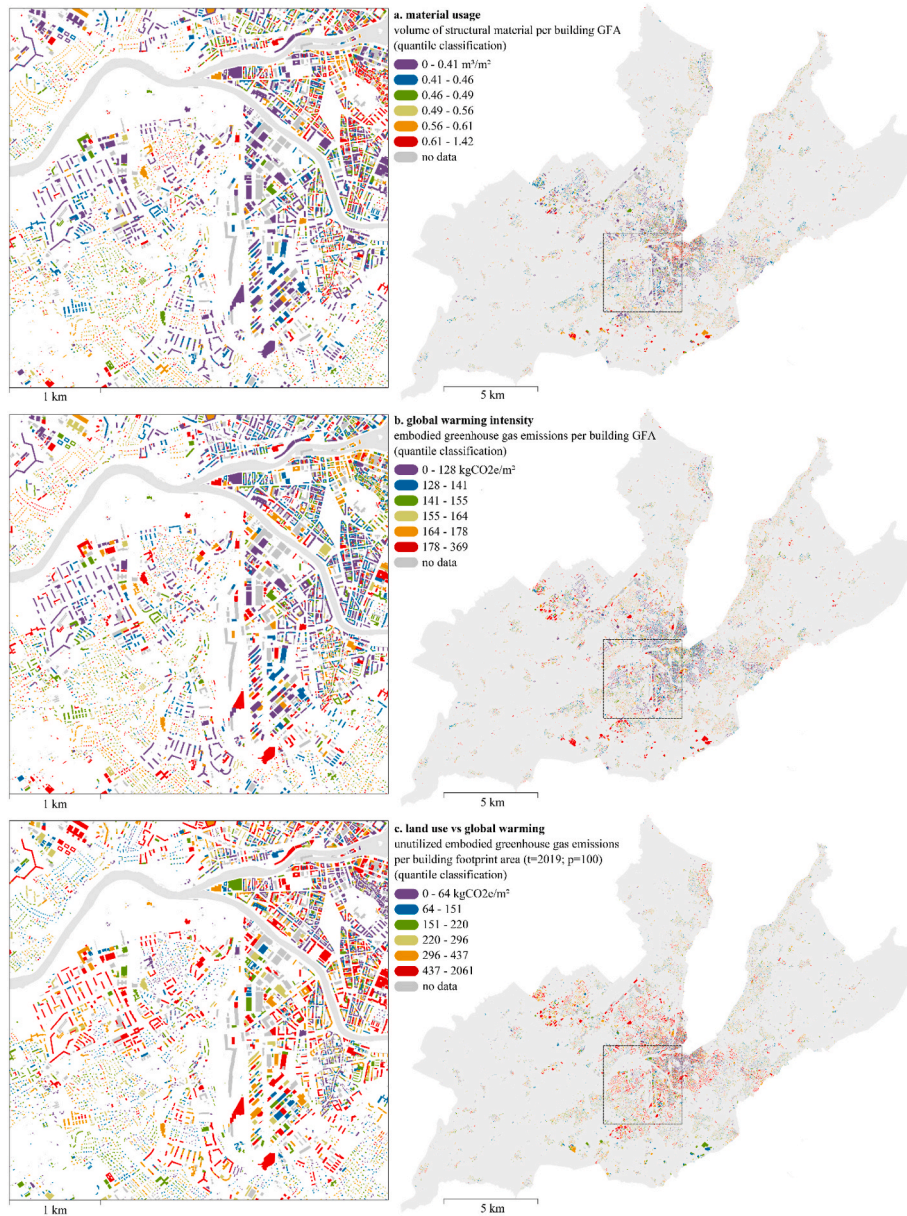 a. material usage
volume of structural material per building GFA
(quantile classification)
0 - 0.41 m³/m²
0.41 - 0.46
0.46 - 0.49
0.49 - 0.56
0.56 - 0.61
0.61 - 1.42
no data
1 km
5 km
b. global warming intensity
embodied greenhouse gas emissions per building GFA
(quantile classification)
0 - 128 kgCO2e/m²
128 - 141
141 - 155
155 - 164
164 - 178
178 - 369
no data
1 km
5 km
c. land use vs global warming
unutilized embodied greenhouse gas emissions
per building footprint area (t=2019; p=100)
(quantile classification)
0 - 64 kgCO2e/m²
64 - 151
151 - 220
220 - 296
296 - 437
437 - 2061
no data
1 km
5 km